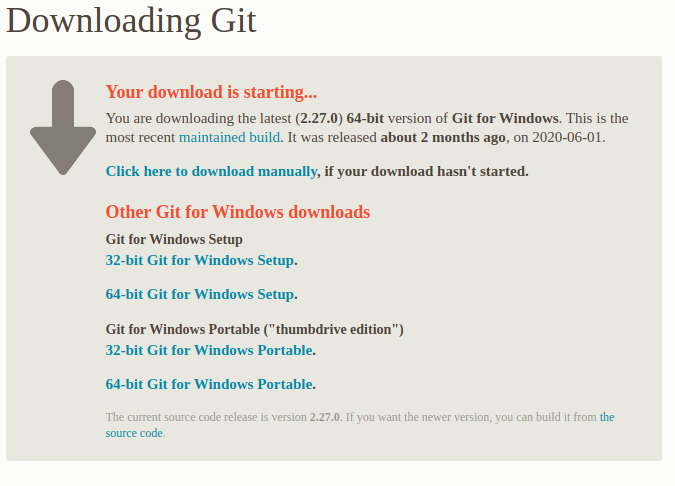 Downloading Git
Your download is starting...
You are downloading the latest (2.27.0) 64-bit version of Git for Windows. This is the
most recent maintained build. It was released about 2 months ago, on 2020-06-01.
Click here to download manually, if your download hasn't started.
Other Git for Windows downloads
Git for Windows Setup
32-bit Git for Windows Setup.
64-bit Git for Windows Setup.
Git for Windows Portable ("thumbdrive edition")
32-bit Git for Windows Portable.
64-bit Git for Windows Portable.
The current source code release is version 2.27.0. If you want the newer version, you can build it from the
source code.